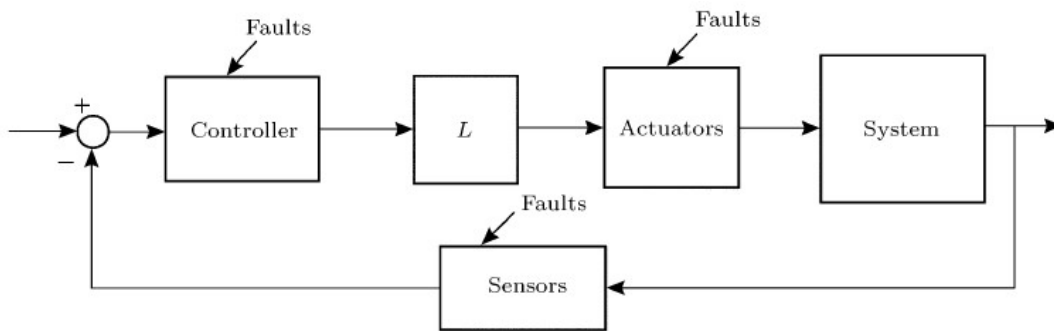 Faults
Faults
+
Controller
L
Actuators
System
−
Faults
Sensors